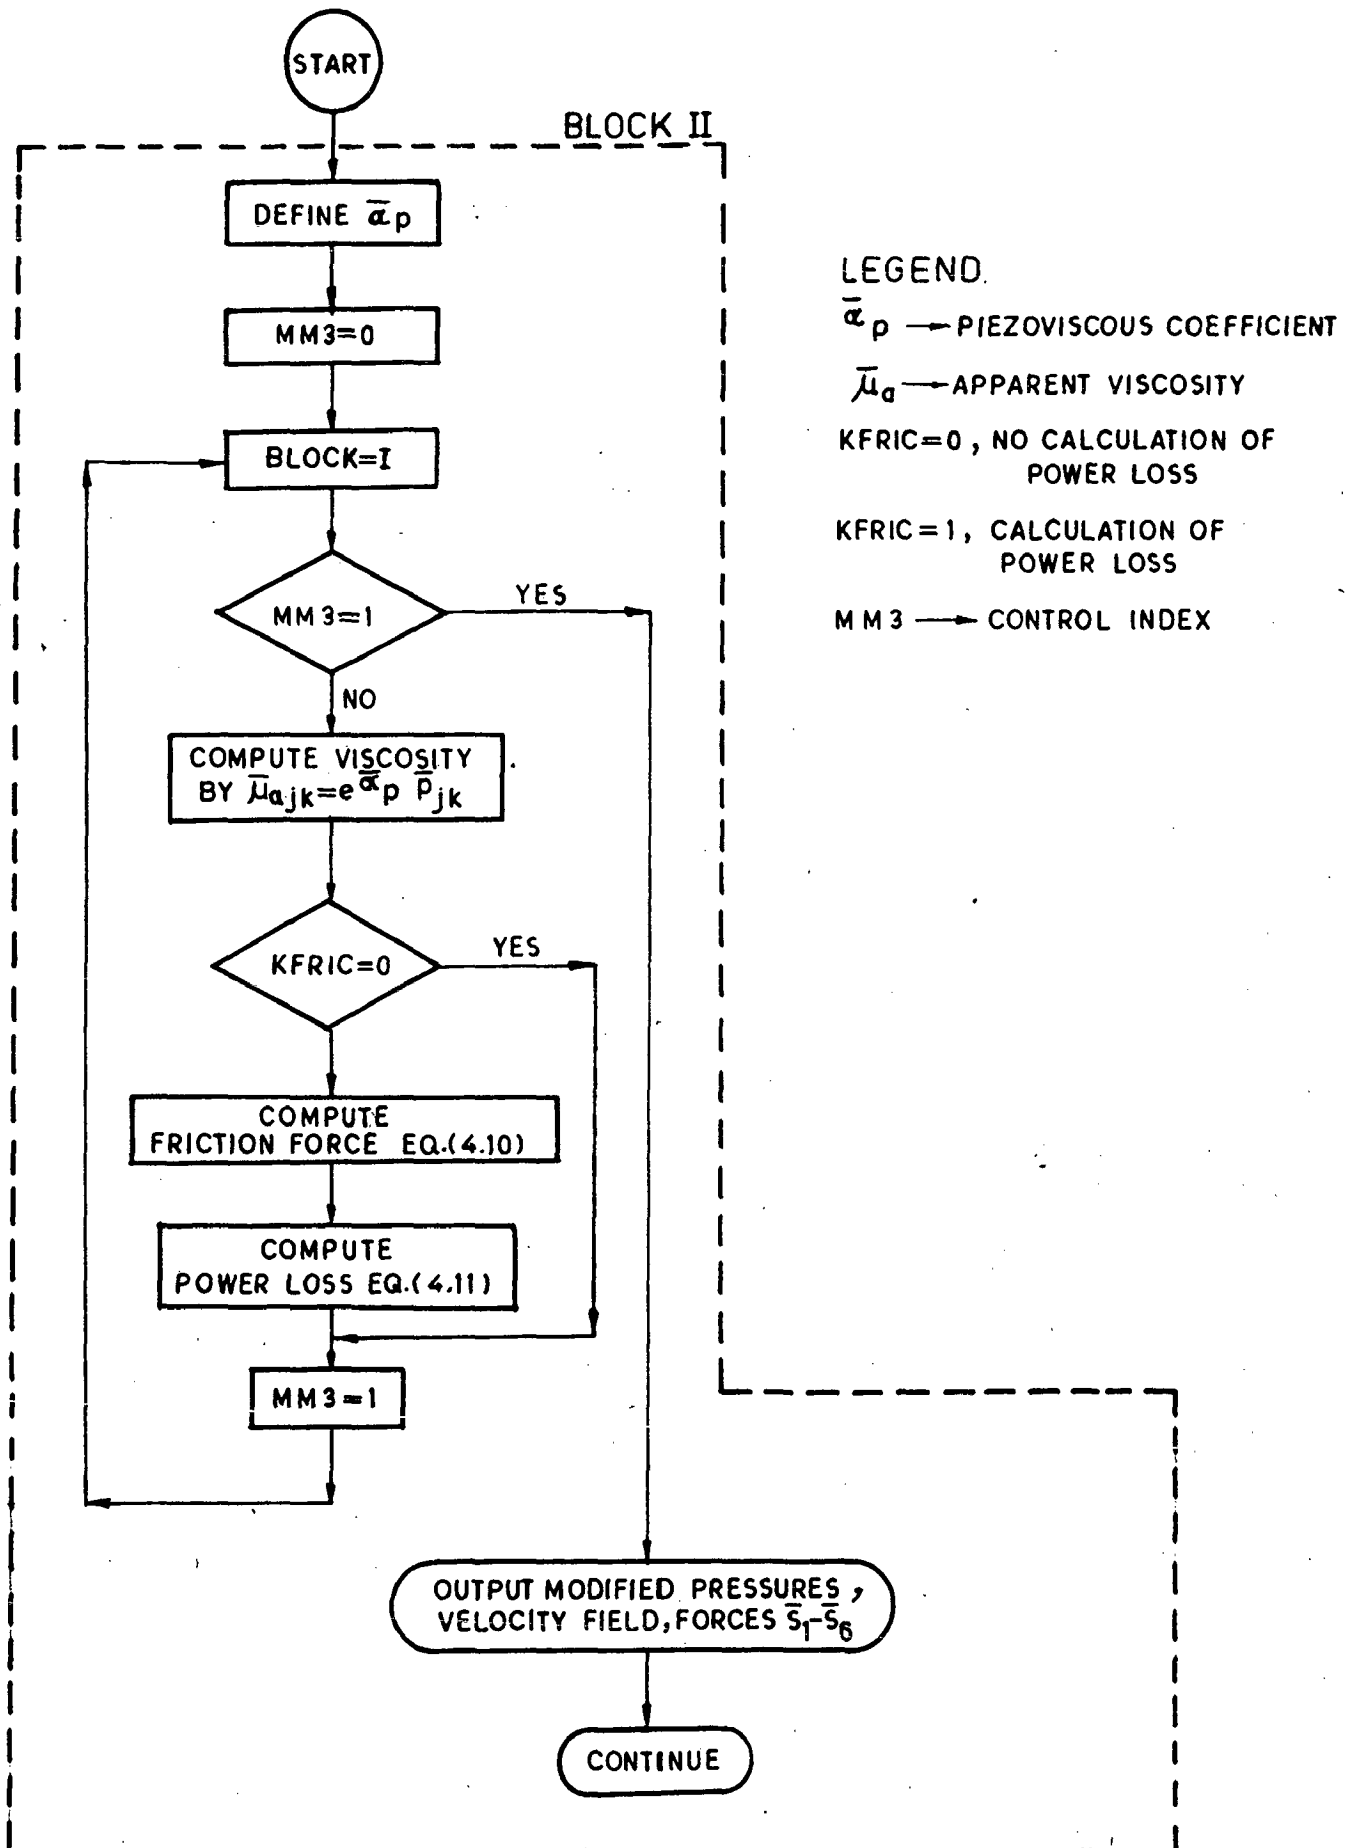 START
BLOCK II
DEFINE ᾱp
MM3=0
BLOCK=I
MM3=1
YES
NO
COMPUTE VISCOSITY
BY μ̄ajk=e ᾱp p̄jk
KFRIC=0
YES
COMPUTE
FRICTION FORCE EQ.(4.10)
COMPUTE
POWER LOSS EQ.(4.11)
MM3=1
OUTPUT MODIFIED PRESSURES,
VELOCITY FIELD, FORCES S̄1-S̄6
CONTINUE
LEGEND.
ᾱp → PIEZOVISCOUS COEFFICIENT
μ̄a → APPARENT VISCOSITY
KFRIC=0, NO CALCULATION OF
POWER LOSS
KFRIC=1, CALCULATION OF
POWER LOSS
MM3 → CONTROL INDEX